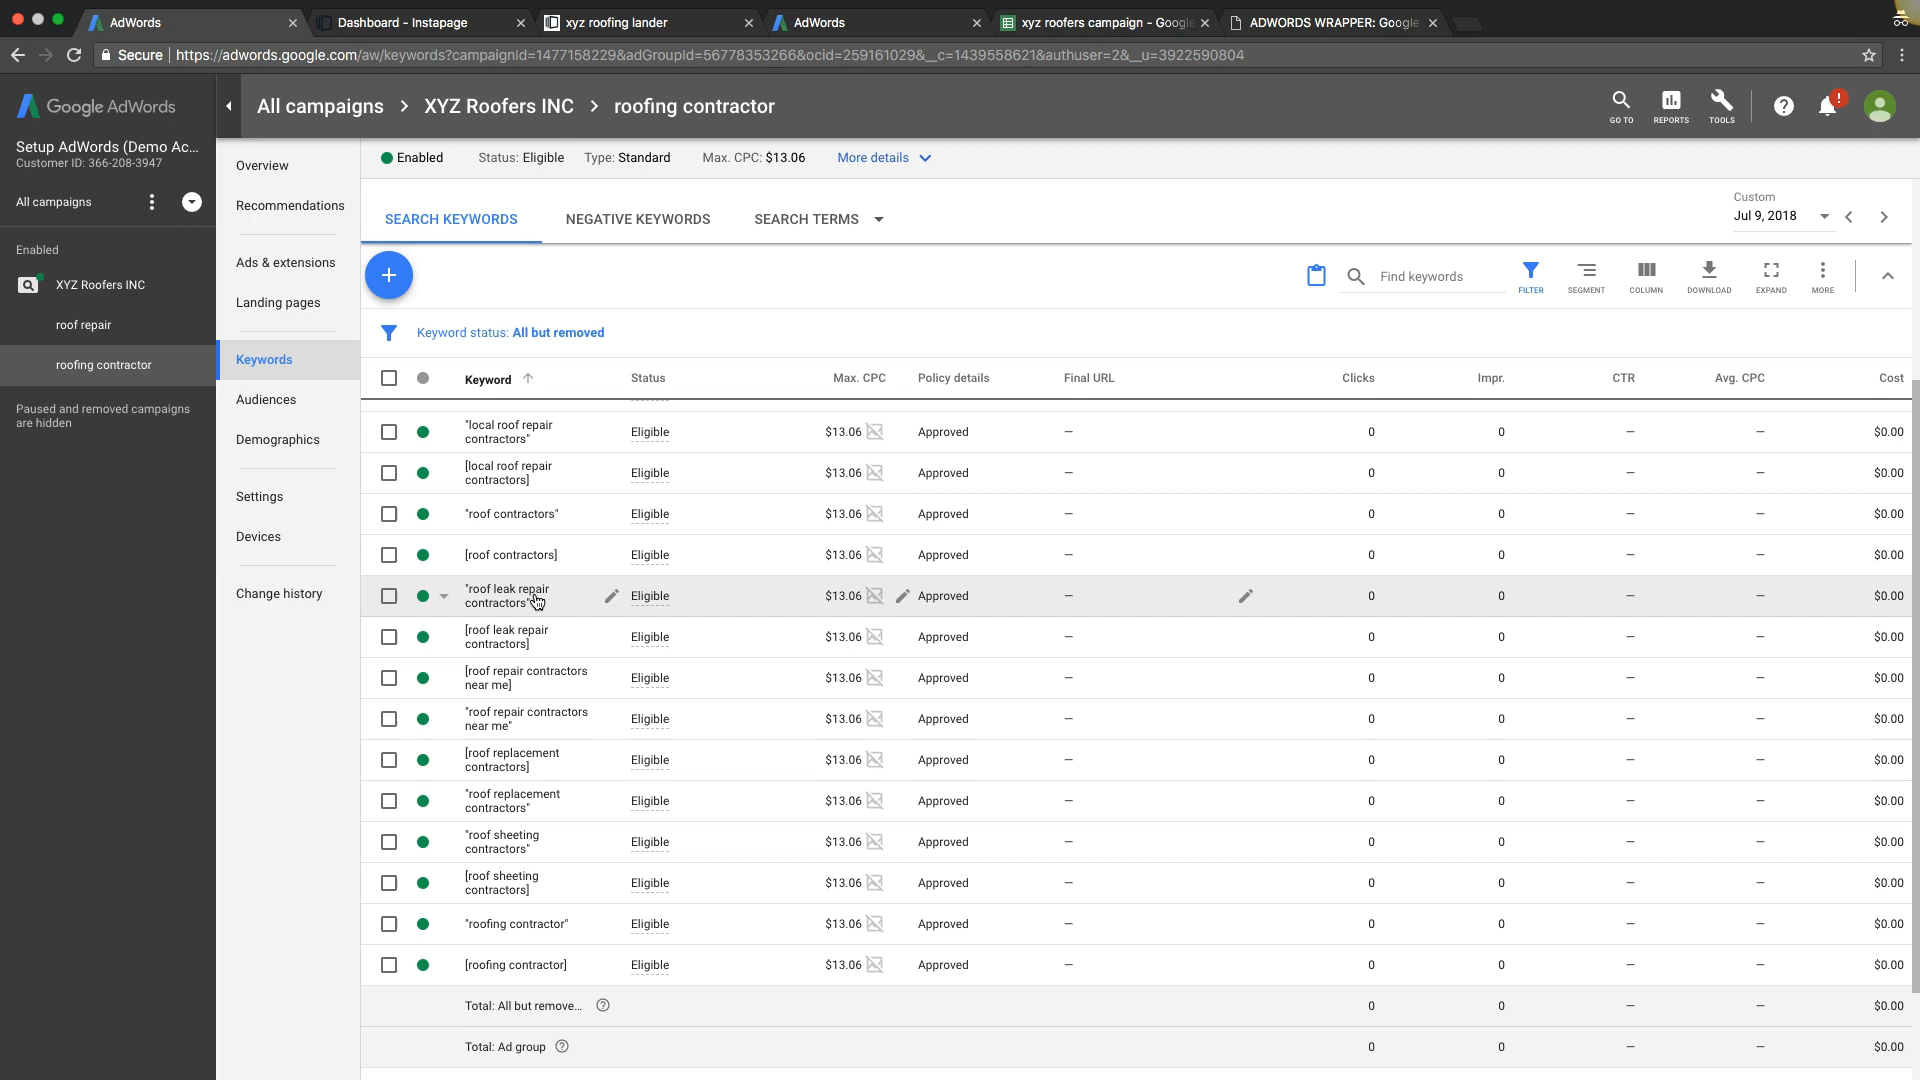 AdWords
Dashboard - Instapage
xyz roofing lander
AdWords
xyz roofers campaign - Google
ADWORDS WRAPPER: Google
Secure
https://adwords.google.com/aw/keywords?campaignId=1477158229&adGroupId=56778353266&ocid=259161029&__c=1439558621&authuser=2&__u=3922590804
Google AdWords
All campaigns > XYZ Roofers INC > roofing contractor
GO TO
REPORTS
TOOLS
!
Setup AdWords (Demo Ac...
Customer ID: 366-208-3947
All campaigns
Enabled
XYZ Roofers INC
roof repair
roofing contractor
Paused and removed campaigns
are hidden
Overview
Recommendations
Ads & extensions
Landing pages
Keywords
Audiences
Demographics
Settings
Devices
Change history
Enabled Status: Eligible Type: Standard Max. CPC: $13.06 More details
SEARCH KEYWORDS
NEGATIVE KEYWORDS
SEARCH TERMS
Custom
Jul 9, 2018
Find keywords
FILTER
SEGMENT
COLUMN
DOWNLOAD
EXPAND
MORE
Keyword status: All but removed
Keyword Status Max. CPC Policy details Final URL Clicks Impr. CTR Avg. CPC Cost
"local roof repair
contractors" Eligible $13.06 Approved — 0 0 — — $0.00
[local roof repair
contractors] Eligible $13.06 Approved — 0 0 — — $0.00
"roof contractors" Eligible $13.06 Approved — 0 0 — — $0.00
[roof contractors] Eligible $13.06 Approved — 0 0 — — $0.00
"roof leak repair
contractors" Eligible $13.06 Approved — 0 0 — — $0.00
[roof leak repair
contractors] Eligible $13.06 Approved — 0 0 — — $0.00
[roof repair contractors
near me] Eligible $13.06 Approved — 0 0 — — $0.00
"roof repair contractors
near me" Eligible $13.06 Approved — 0 0 — — $0.00
[roof replacement
contractors] Eligible $13.06 Approved — 0 0 — — $0.00
"roof replacement
contractors" Eligible $13.06 Approved — 0 0 — — $0.00
"roof sheeting
contractors" Eligible $13.06 Approved — 0 0 — — $0.00
[roof sheeting
contractors] Eligible $13.06 Approved — 0 0 — — $0.00
"roofing contractor" Eligible $13.06 Approved — 0 0 — — $0.00
[roofing contractor] Eligible $13.06 Approved — 0 0 — — $0.00
Total: All but remove... 0 0 — — $0.00
Total: Ad group 0 0 — — $0.00